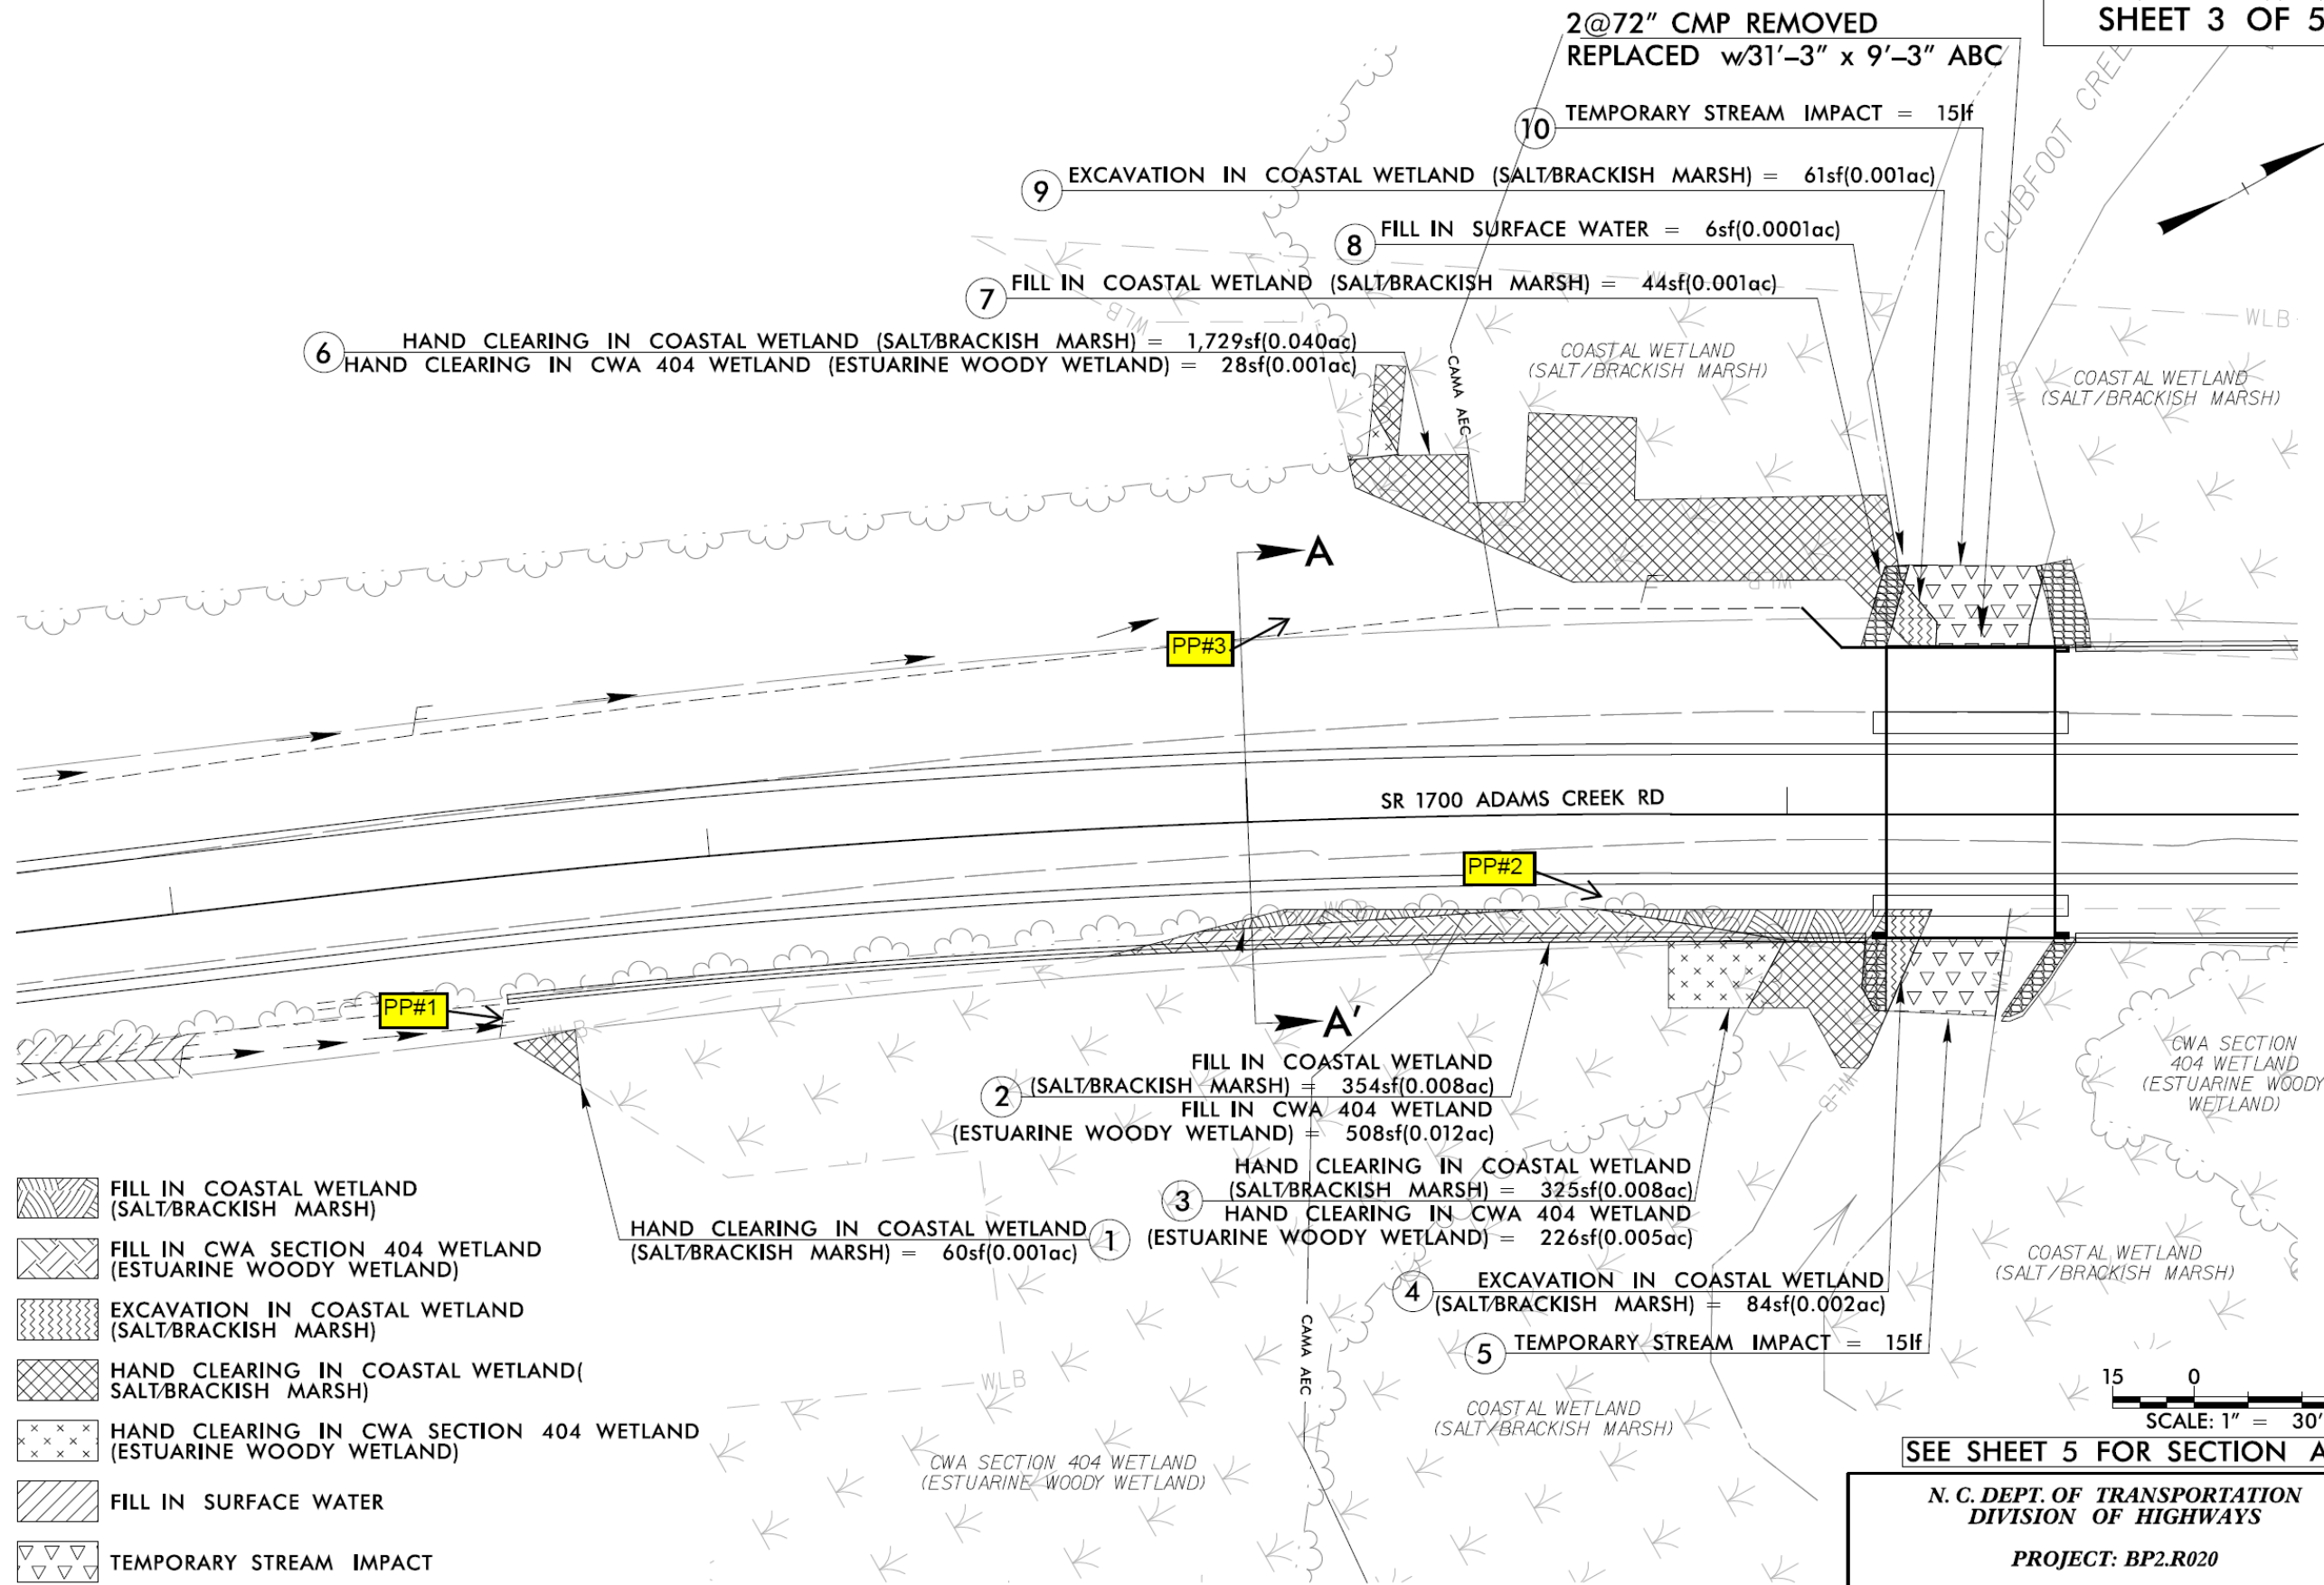 SHEET 3 OF 5
2@72" CMP REMOVED
REPLACED w/31'-3" x 9'-3" ABC
CLUBFOOT CREE
10 TEMPORARY STREAM IMPACT = 15lf
9 EXCAVATION IN COASTAL WETLAND (SALT/BRACKISH MARSH) = 61sf(0.001ac)
8 FILL IN SURFACE WATER = 6sf(0.0001ac)
7 FILL IN COASTAL WETLAND (SALT/BRACKISH MARSH) = 44sf(0.001ac)
WLB
WLB
WLB
6 HAND CLEARING IN COASTAL WETLAND (SALT/BRACKISH MARSH) = 1,729sf(0.040ac)
HAND CLEARING IN CWA 404 WETLAND (ESTUARINE WOODY WETLAND) = 28sf(0.001ac)
COASTAL WETLAND
(SALT/BRACKISH MARSH)
COASTAL WETLAND
(SALT/BRACKISH MARSH)
WLB
CAMA AEC
A
WLB
F
PP#3
F
SR 1700 ADAMS CREEK RD
PP#2
WLB
PP#1
WLB
WLB
A'
FILL IN COASTAL WETLAND
2 (SALT/BRACKISH MARSH) = 354sf(0.008ac)
FILL IN CWA 404 WETLAND
(ESTUARINE WOODY WETLAND) = 508sf(0.012ac)
CWA SECTION
404 WETLAND
(ESTUARINE WOODY
WETLAND)
WLB
HAND CLEARING IN COASTAL WETLAND
3 (SALT/BRACKISH MARSH) = 325sf(0.008ac)
HAND CLEARING IN CWA 404 WETLAND
(ESTUARINE WOODY WETLAND) = 226sf(0.005ac)
HAND CLEARING IN COASTAL WETLAND 1
(SALT/BRACKISH MARSH) = 60sf(0.001ac)
COASTAL WETLAND
(SALT/BRACKISH MARSH)
EXCAVATION IN COASTAL WETLAND
4 (SALT/BRACKISH MARSH) = 84sf(0.002ac)
5 TEMPORARY STREAM IMPACT = 15lf
CAMA AEC
WLB
COASTAL WETLAND
(SALT/BRACKISH MARSH)
CWA SECTION 404 WETLAND
(ESTUARINE WOODY WETLAND)
FILL IN COASTAL WETLAND
(SALT/BRACKISH MARSH)
FILL IN CWA SECTION 404 WETLAND
(ESTUARINE WOODY WETLAND)
EXCAVATION IN COASTAL WETLAND
(SALT/BRACKISH MARSH)
HAND CLEARING IN COASTAL WETLAND(
SALT/BRACKISH MARSH)
HAND CLEARING IN CWA SECTION 404 WETLAND
(ESTUARINE WOODY WETLAND)
FILL IN SURFACE WATER
TEMPORARY STREAM IMPACT
15 0
SCALE: 1" = 30'
SEE SHEET 5 FOR SECTION A
N. C. DEPT. OF TRANSPORTATION
DIVISION OF HIGHWAYS
PROJECT: BP2.R020